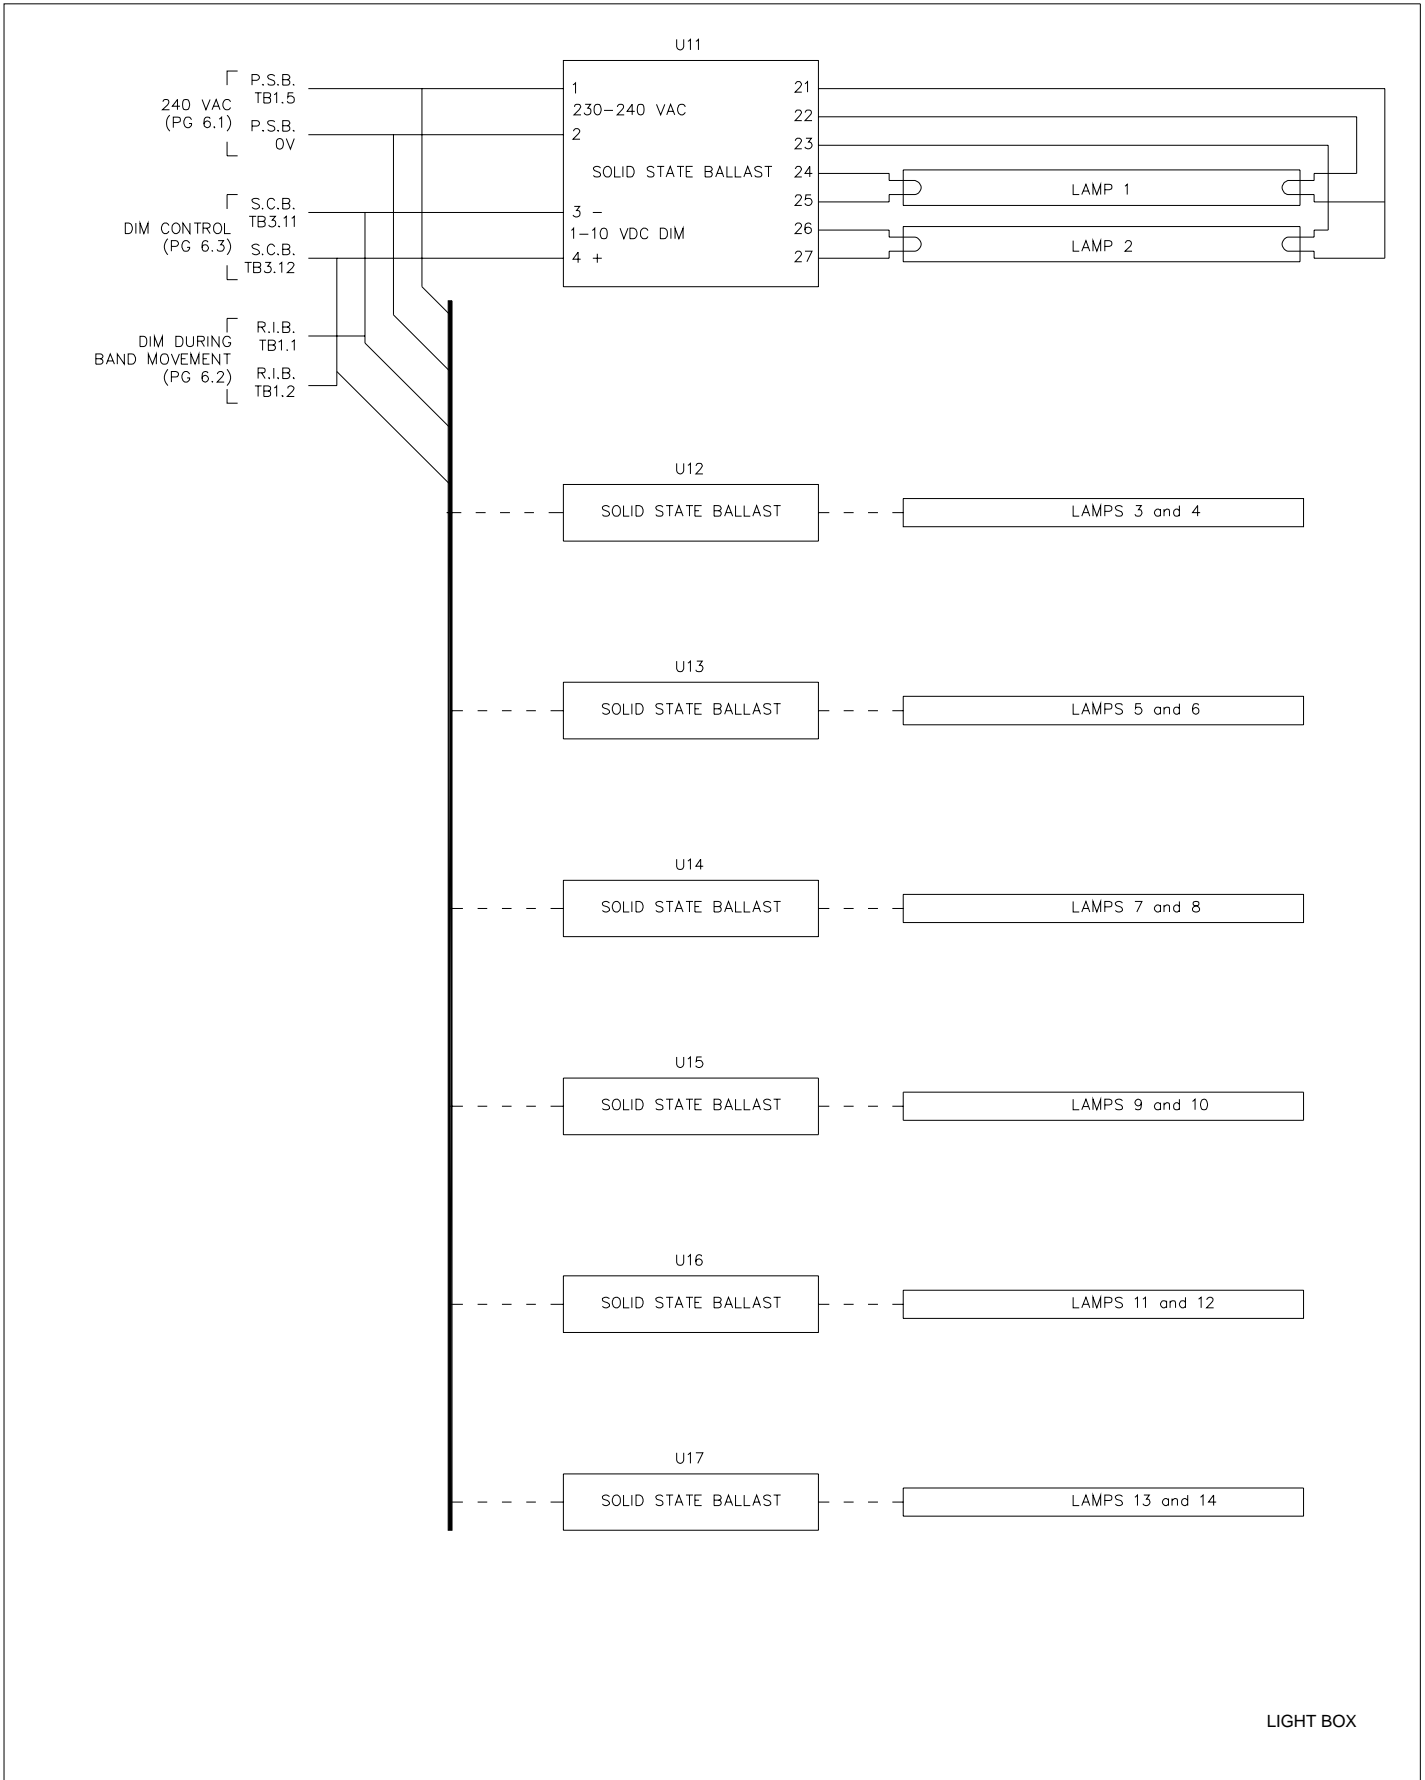 U11
P.S.B.
TB1.5
240 VAC
(PG 6.1)
P.S.B.
0V
S.C.B.
TB3.11
DIM CONTROL
(PG 6.3)
S.C.B.
TB3.12
R.I.B.
TB1.1
DIM DURING
BAND MOVEMENT
(PG 6.2)
R.I.B.
TB1.2
1
230-240 VAC
2
SOLID STATE BALLAST
3 -
1-10 VDC DIM
4 +
21
22
23
24
25
26
27
LAMP 1
LAMP 2
U12
SOLID STATE BALLAST
LAMPS 3 and 4
U13
SOLID STATE BALLAST
LAMPS 5 and 6
U14
SOLID STATE BALLAST
LAMPS 7 and 8
U15
SOLID STATE BALLAST
LAMPS 9 and 10
U16
SOLID STATE BALLAST
LAMPS 11 and 12
U17
SOLID STATE BALLAST
LAMPS 13 and 14
LIGHT BOX